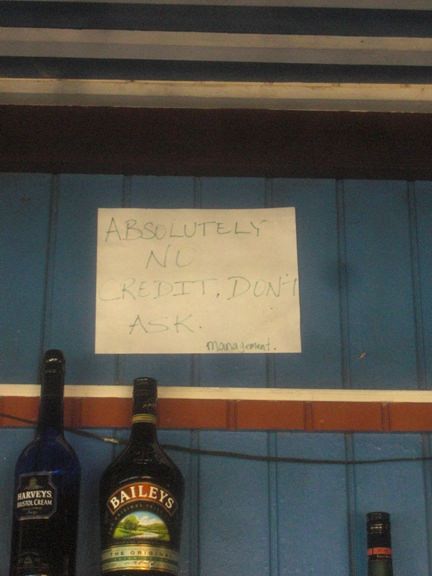 ABSOLUTELY
NO
CREDIT. DON'T
ASK.
management.
HARVEYS
BRISTOL CREAM
BAILEYS
THE ORIGINAL